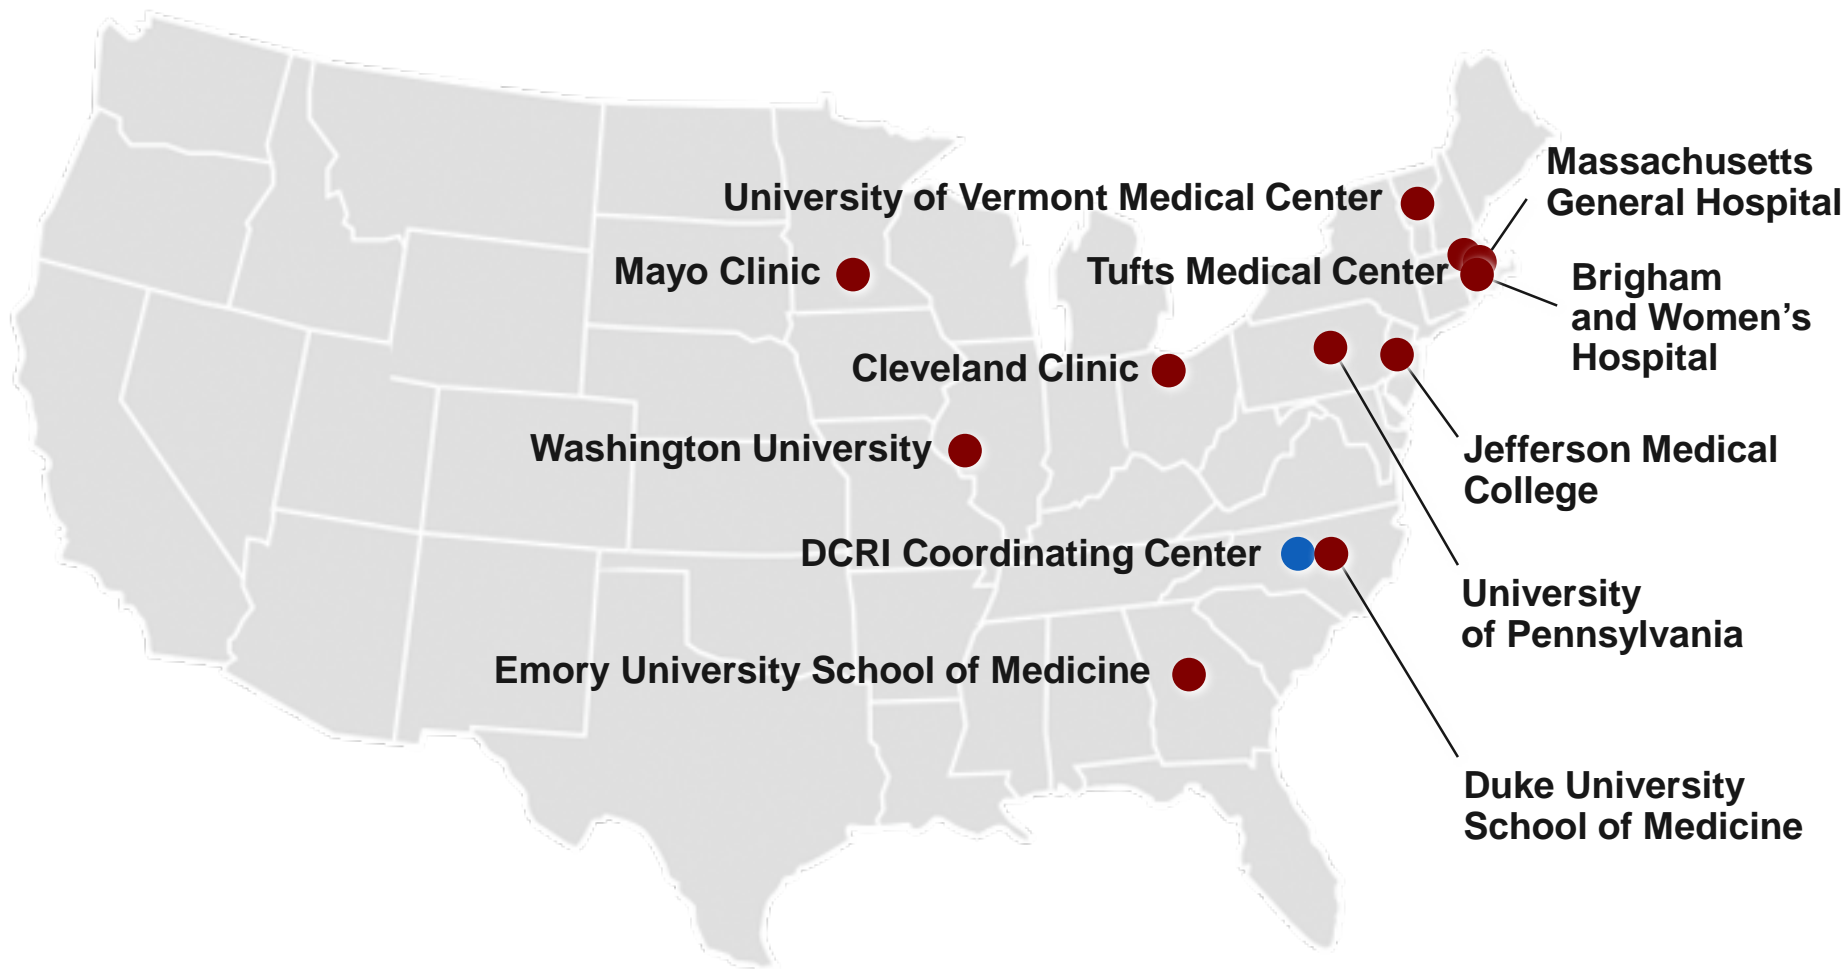 Massachusetts
General Hospital
University of Vermont Medical Center
Mayo Clinic
Tufts Medical Center
Brigham
and Women’s
Hospital
Cleveland Clinic
Washington University
Jefferson Medical
College
DCRI Coordinating Center
University
of Pennsylvania
Emory University School of Medicine
Duke University
School of Medicine